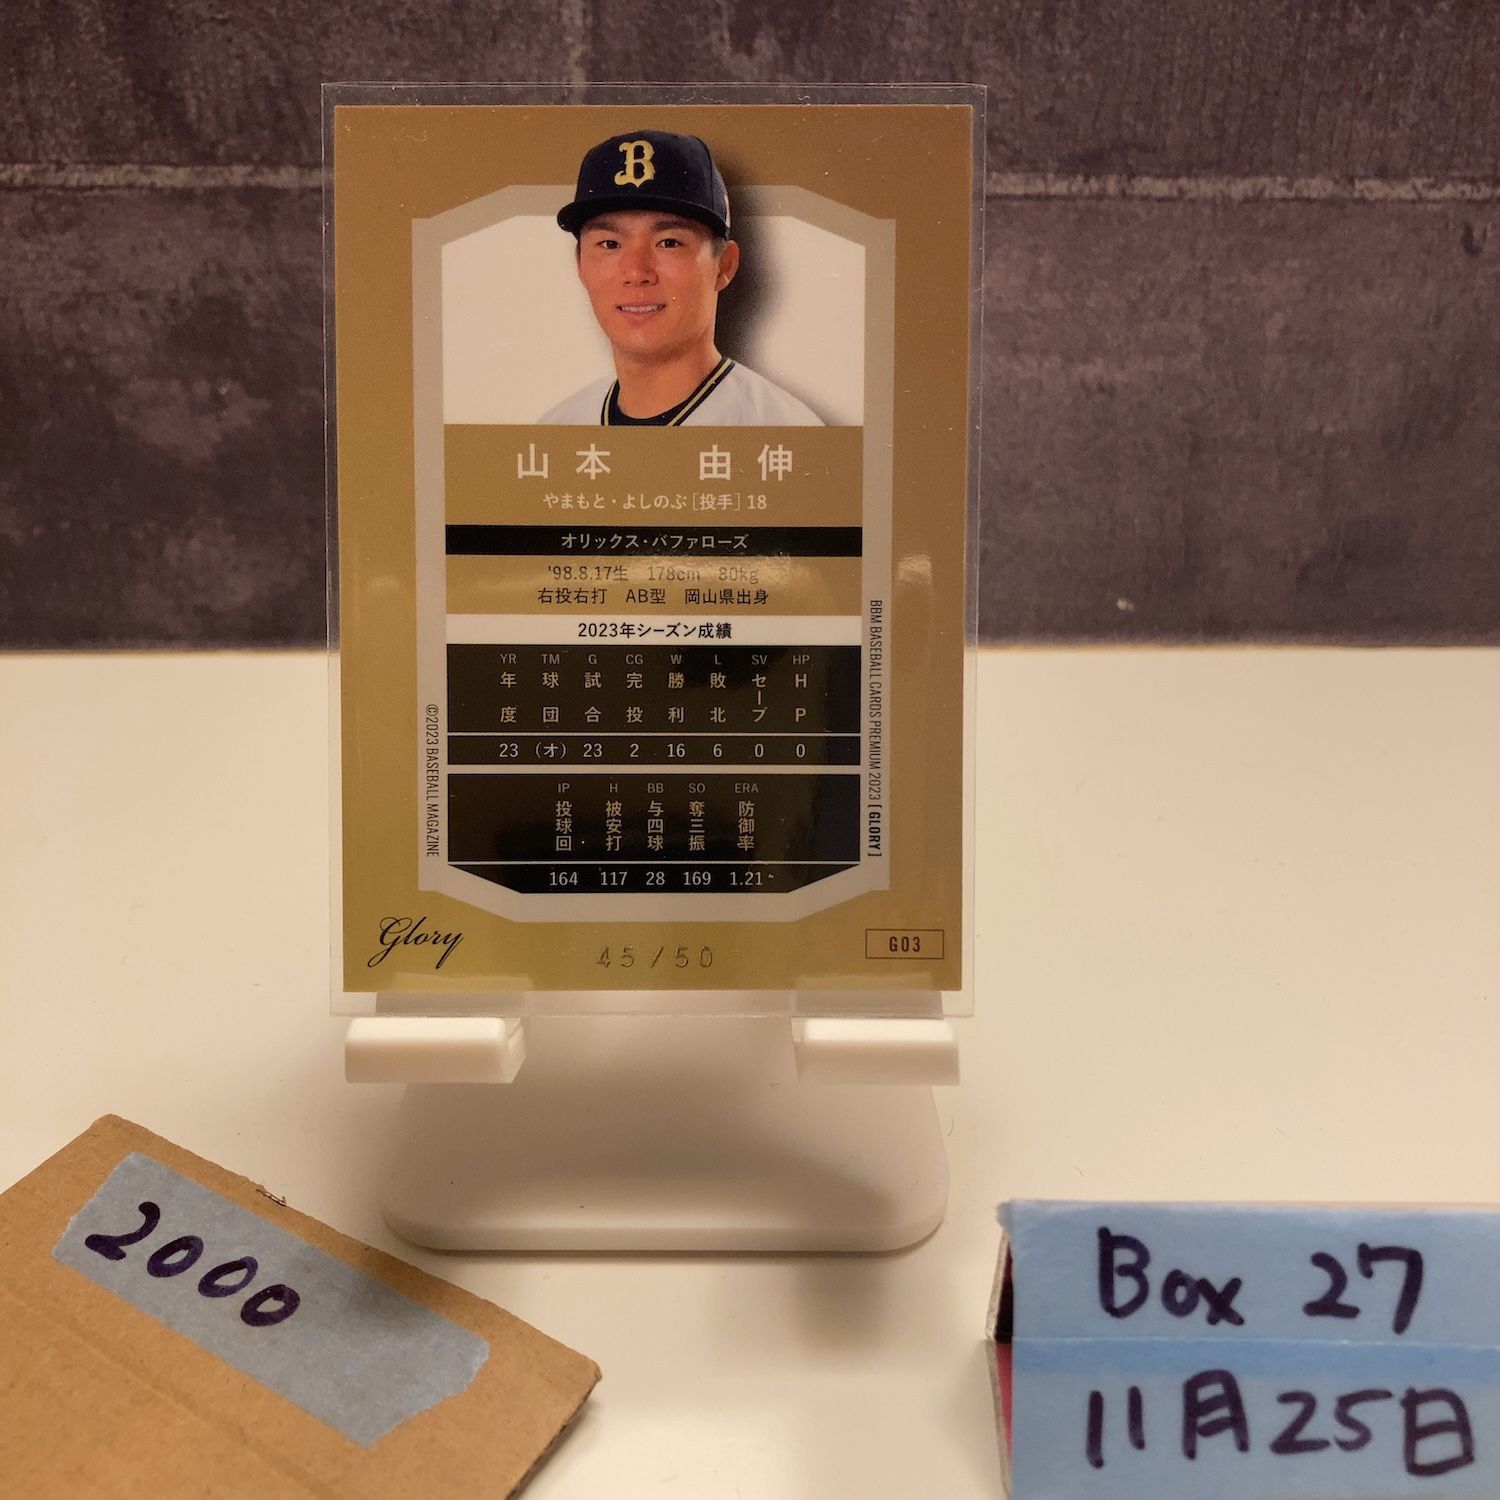 B
山本 由伸
やまもと・よしのぶ[投手]18
オリックス・バファローズ
'98.8.17生 178cm 80kg
右投右打 AB型 岡山県出身
2023年シーズン成績
YR TM G CG W L SV HP
年度 球団 試合 完投 勝利 敗北 セーブ HP
23 (オ) 23 2 16 6 0 0
IP H BB SO ERA
投球回 被安打 与四球 奪三振 防御率
164 117 28 169 1.21
©2023 BASEBALL MAGAZINE
BBM BASEBALL CARDS PREMIUM 2023 [GLORY]
Glory
45/50
G03
2000
Box 27
11月25日